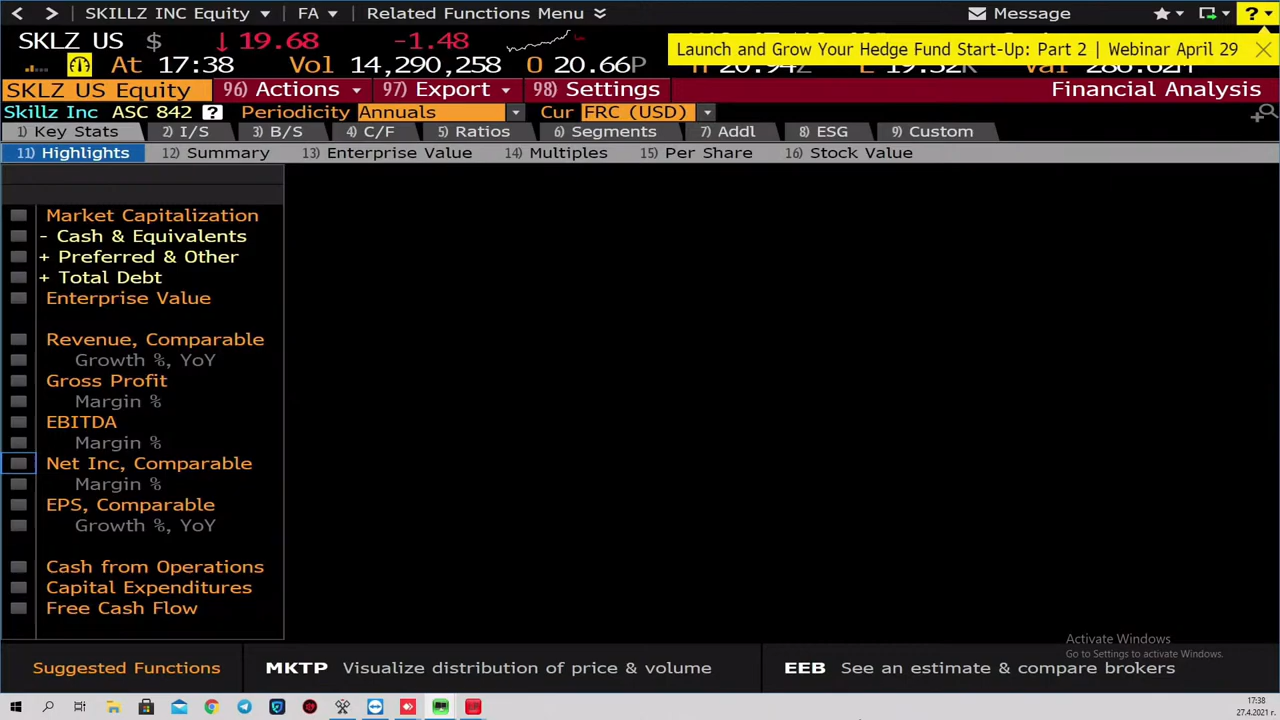 SKILLZ INC Equity FA Related Functions Menu Message ?
SKLZ US $ ↓19.68 -1.48
Launch and Grow Your Hedge Fund Start-Up: Part 2 | Webinar April 29
At 17:38 Vol 14,290,258 O 20.66P
SKLZ US Equity 96) Actions 97) Export 98) Settings Financial Analysis
Skillz Inc ASC 842 ? Periodicity Annuals Cur FRC (USD)
1) Key Stats 2) I/S 3) B/S 4) C/F 5) Ratios 6) Segments 7) Addl 8) ESG 9) Custom
11) Highlights 12) Summary 13) Enterprise Value 14) Multiples 15) Per Share 16) Stock Value
Market Capitalization
- Cash & Equivalents
+ Preferred & Other
+ Total Debt
Enterprise Value
Revenue, Comparable
Growth %, YoY
Gross Profit
Margin %
EBITDA
Margin %
Net Inc, Comparable
Margin %
EPS, Comparable
Growth %, YoY
Cash from Operations
Capital Expenditures
Free Cash Flow
Activate Windows
Go to Settings to activate Windows.
Suggested Functions MKTP Visualize distribution of price & volume EEB See an estimate & compare brokers
17:38
27.4.2021 г.